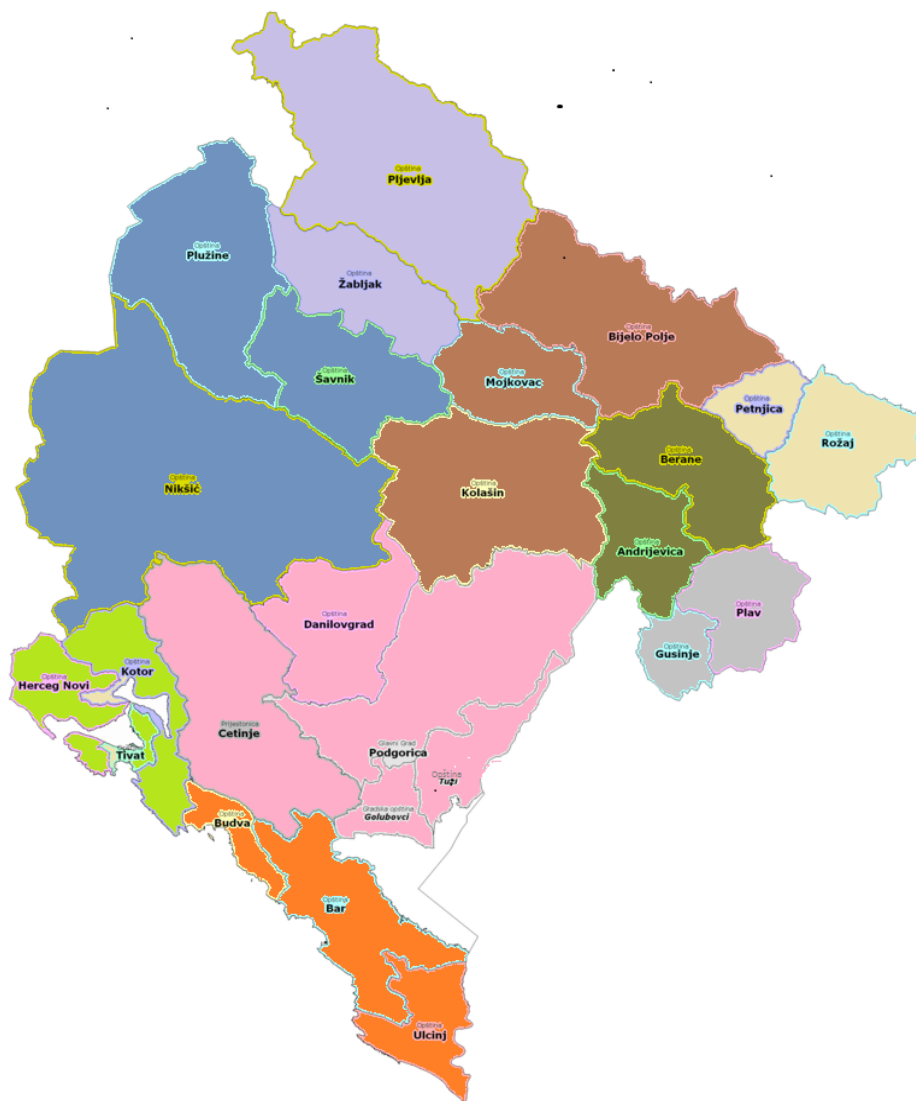 Opština
Pljevlja
Opština
Plužine
Opština
Žabljak
Opština
Bijelo Polje
Opština
Šavnik
Opština
Mojkovac
Opština
Petnjica
Opština
Rožaj
Opština
Berane
Opština
Nikšić
Opština
Kolašin
Opština
Andrijevica
Opština
Plav
Opština
Danilovgrad
Opština
Gusinje
Opština
Kotor
Opština
Herceg Novi
Prijestonica
Cetinje
Glavni Grad
Podgorica
Opština
Tivat
Opština
Tuzi
Gradska opština
Golubovci
Opština
Budva
Opština
Bar
Opština
Ulcinj